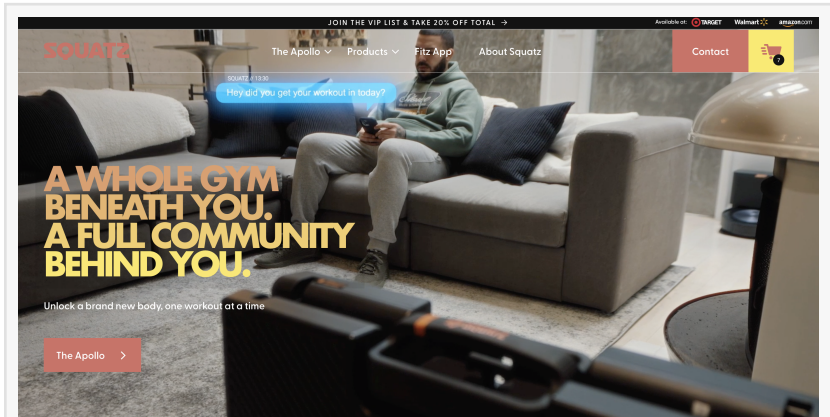 JOIN THE VIP LIST & TAKE 20% OFF TOTAL →
Available at: TARGET Walmart amazon.com
SQUATZ
The Apollo Products Fitz App About Squatz
Contact
7
SQUATZ // 13:30
Hey did you get your workout in today?
A WHOLE GYM
BENEATH YOU.
A FULL COMMUNITY
BEHIND YOU.
Unlock a brand new body, one workout at a time
The Apollo